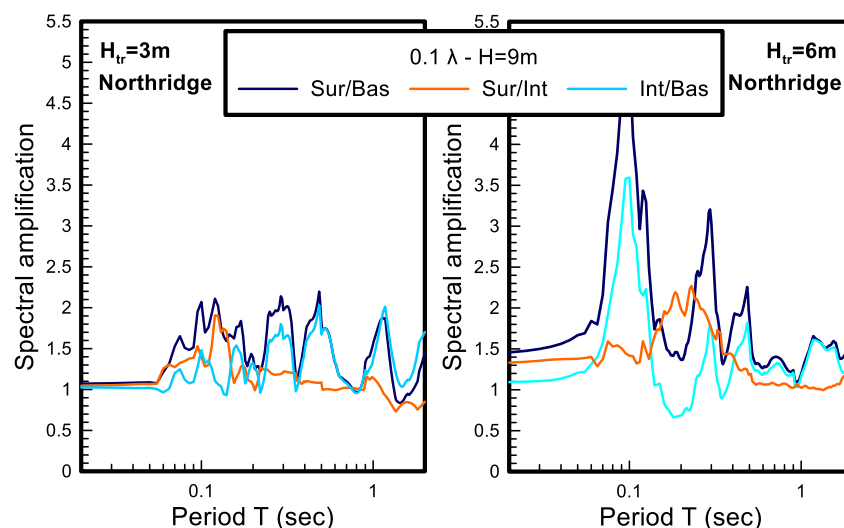 H_tr=3m
Northridge
0.1 λ - H=9m
Sur/Bas Sur/Int Int/Bas
H_tr=6m
Northridge
Spectral amplification
5.5
5
4.5
4
3.5
3
2.5
2
1.5
1
0.5
0
0.1 1
Period T (sec)
Spectral amplification
5.5
5
4
3.5
3
2.5
2
1.5
1
0.5
0
0.1 1
Period T (sec)